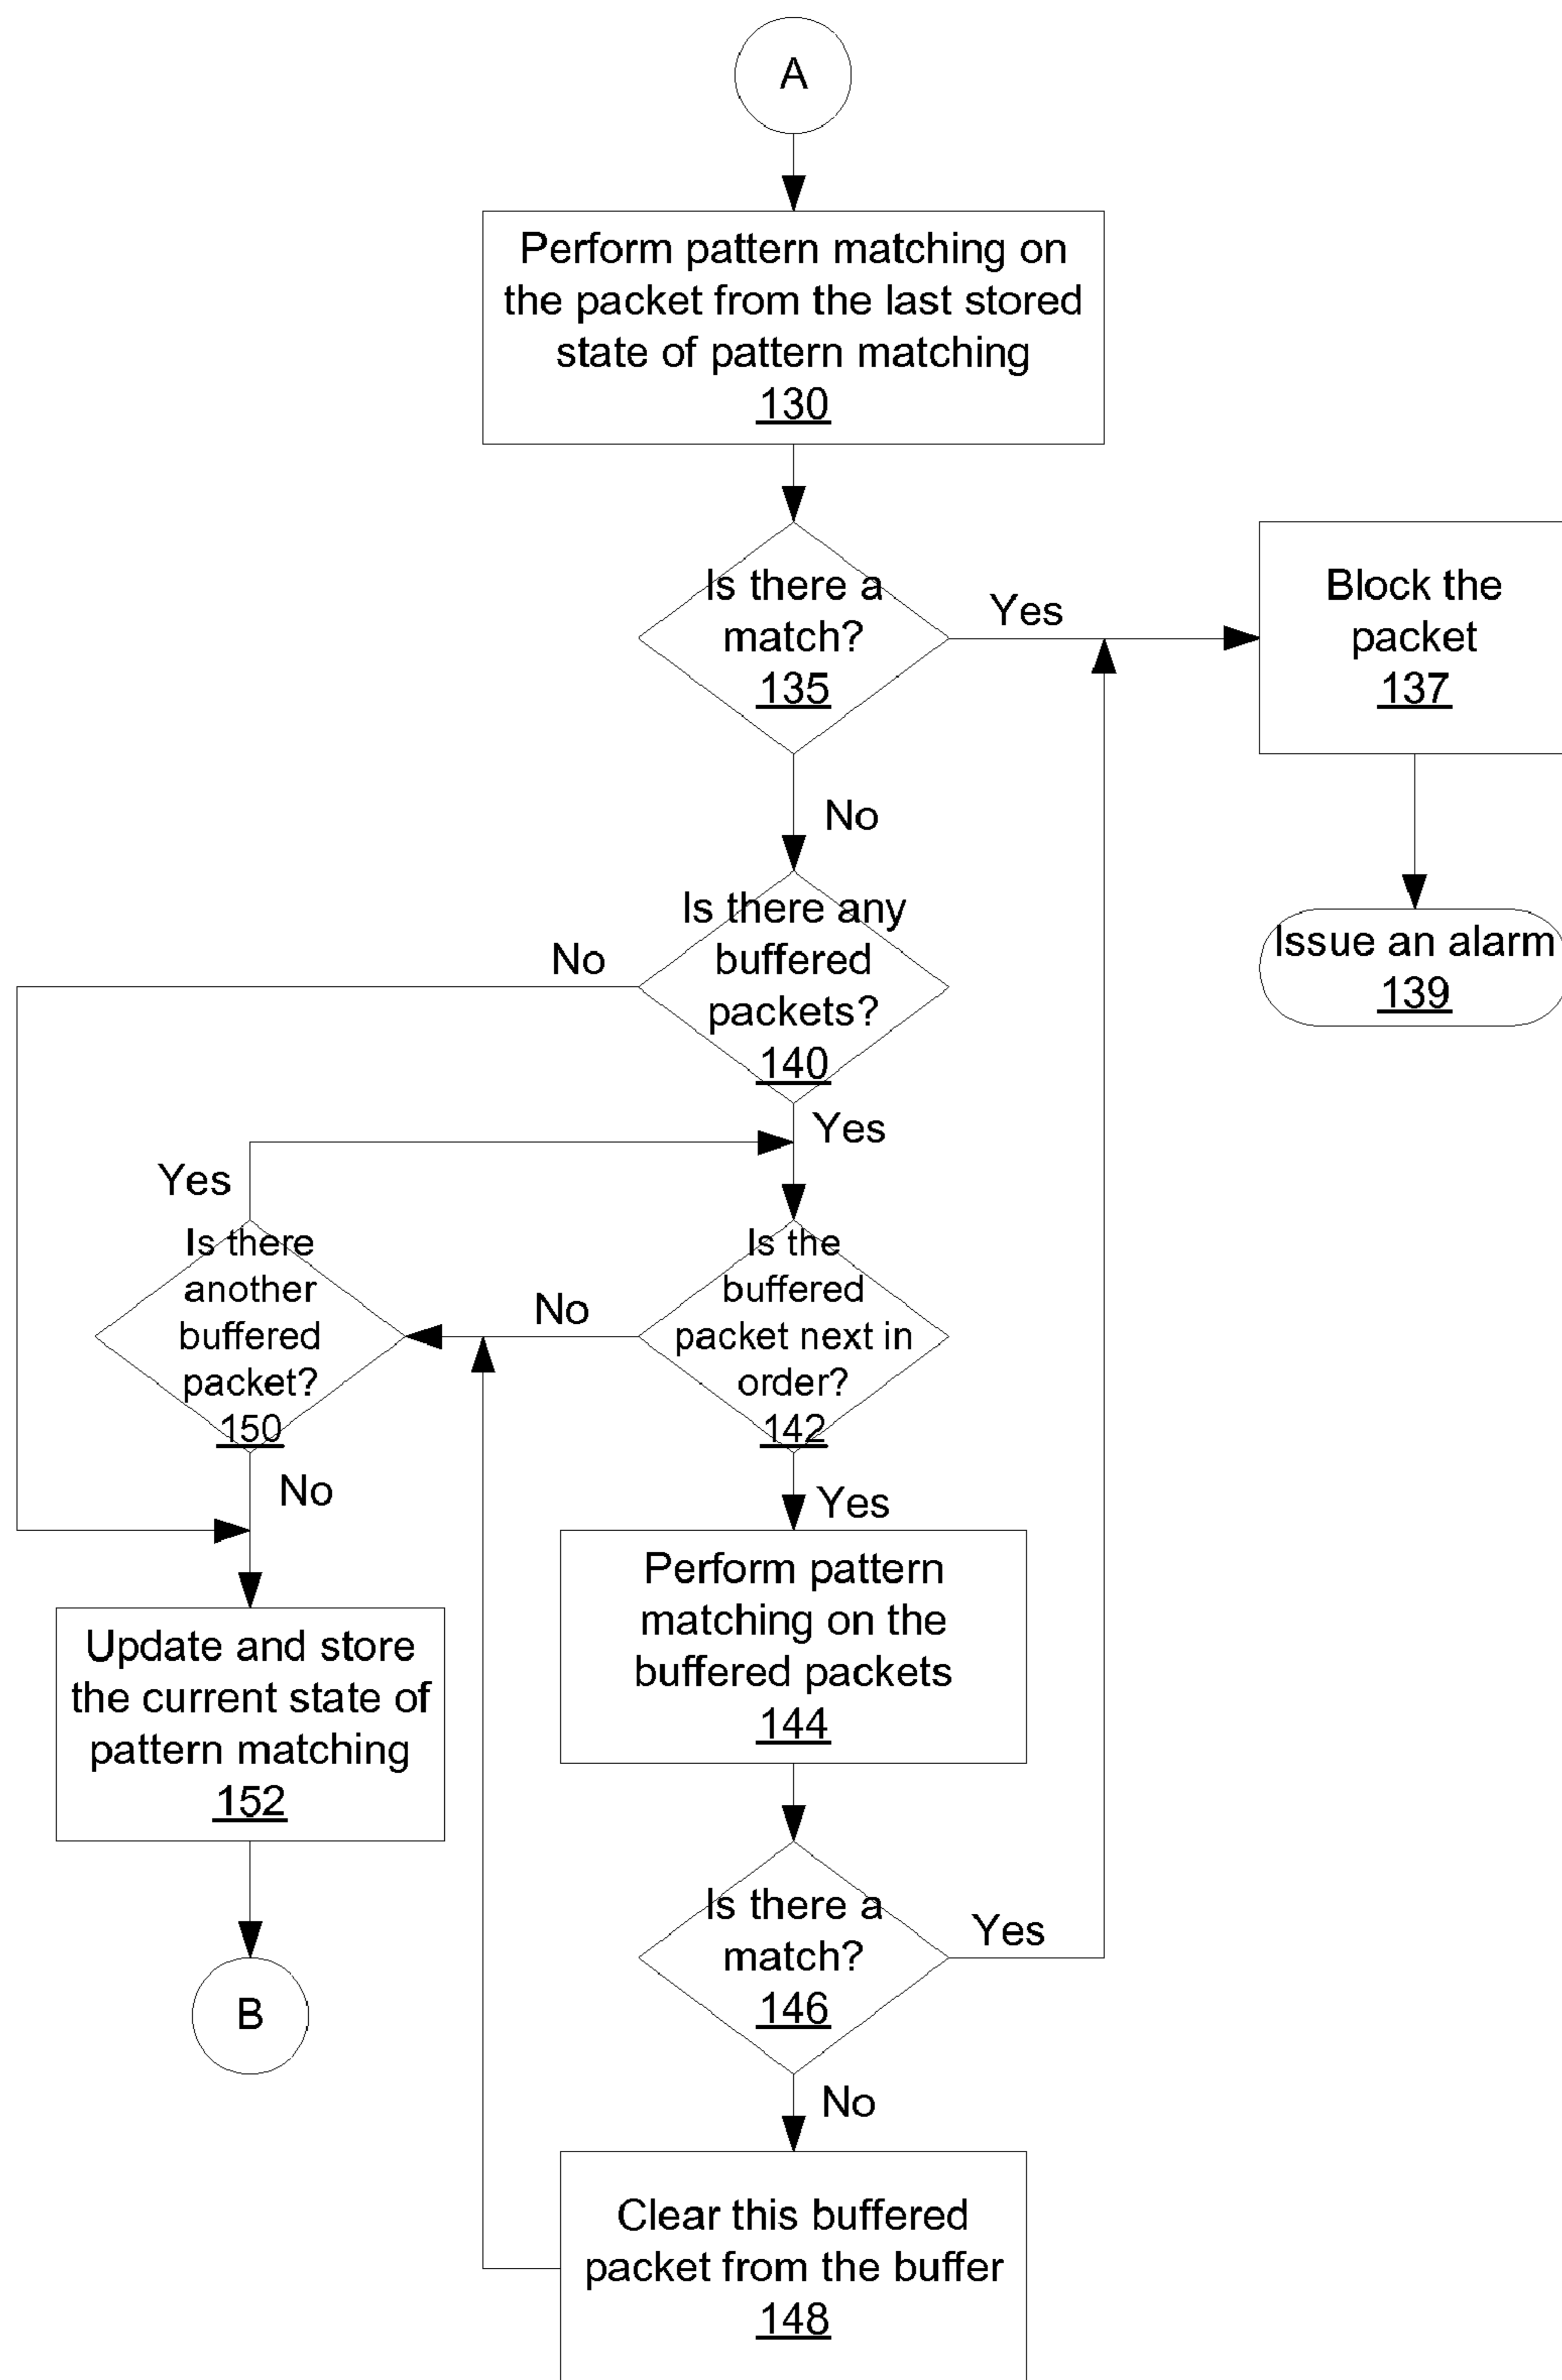 A
Perform pattern matching on
the packet from the last stored
state of pattern matching
130
Is there a
match?
135
Yes
Block the
packet
137
No
Issue an alarm
139
Is there any
buffered
packets?
140
No
Yes
Yes
Is there
another
buffered
packet?
150
No
Is the
buffered
packet next in
order?
142
No
Yes
Update and store
the current state of
pattern matching
152
Perform pattern
matching on the
buffered packets
144
B
Is there a
match?
146
Yes
No
Clear this buffered
packet from the buffer
148